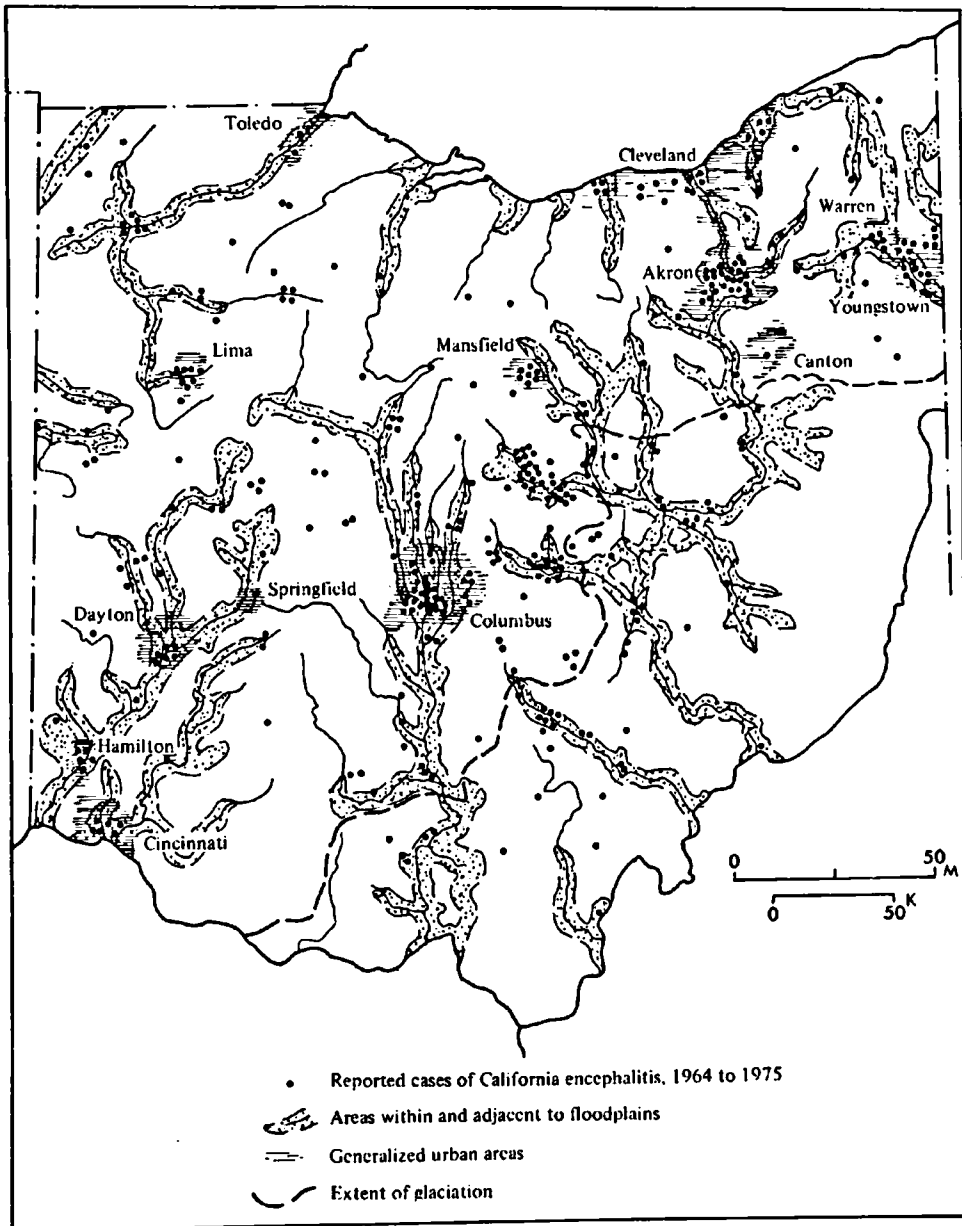 Toledo
Cleveland
Warren
Akron
Youngstown
Lima
Mansfield
Canton
Springfield
Dayton
Columbus
Hamilton
Cincinnati
0 50 M
0 50 K
Reported cases of California encephalitis, 1964 to 1975
Areas within and adjacent to floodplains
Generalized urban areas
Extent of glaciation